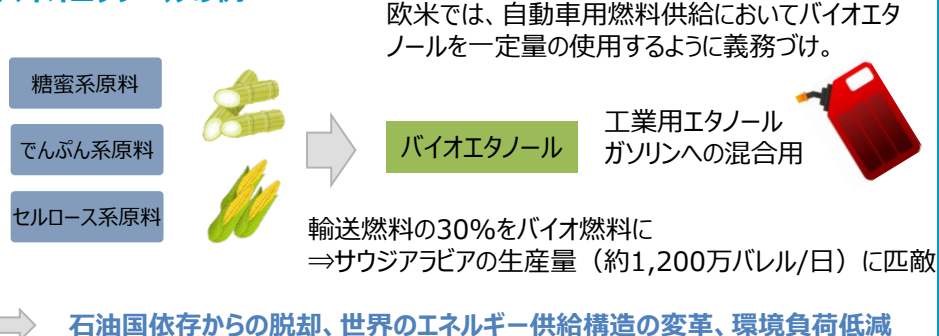 欧米では、自動車用燃料供給においてバイオエタ
ノールを一定量の使用するように義務づけ。
糖蜜系原料
でんぷん系原料
セルロース系原料
バイオエタノール
工業用エタノール
ガソリンへの混合用
輸送燃料の30%をバイオ燃料に
⇒サウジアラビアの生産量（約1,200万バレル/日）に匹敵
石油国依存からの脱却、世界のエネルギー供給構造の変革、環境負荷低減